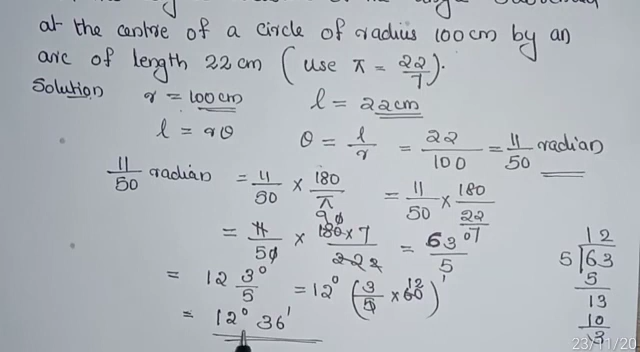 at the centre of a circle of radius 100 cm by an
arc of length 22 cm (use π = 22/7).
Solution r = 100 cm l = 22 cm
l = rθ θ = l/r = 22/100 = 11/50 radian
11/50 radian = 11/50 × 180/π = 11/50 × 180/(22/7)
= 11/50 × 180×7/22 = 63°/5
= 12 3/5° = 12° (3/5 × 60)'
= 12° 36'
12
5 63
5
13
10
3
23/11/20